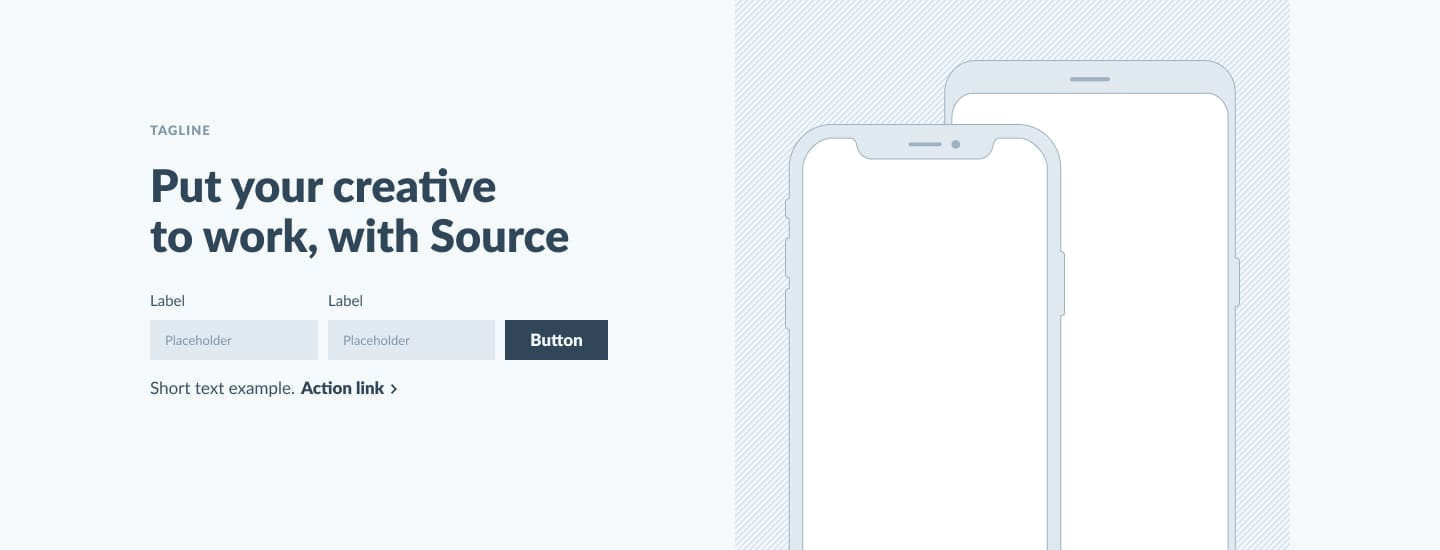 TAGLINE
Put your creative
to work, with Source
Label Label
Placeholder Placeholder Button
Short text example. Action link